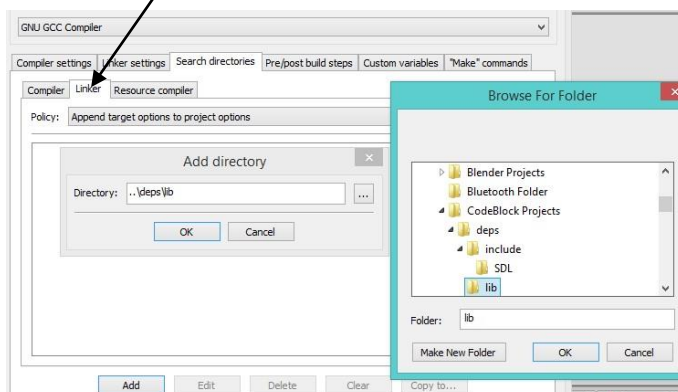 GNU GCC Compiler
Compiler settings Linker settings Search directories Pre/post build steps Custom variables "Make" commands
Compiler Linker Resource compiler
Policy: Append target options to project options
Add directory
Directory: ..\deps\lib ...
OK Cancel
Add Edit Delete Clear Copy to...
Browse For Folder
Blender Projects
Bluetooth Folder
CodeBlock Projects
deps
include
SDL
lib
Folder: lib
Make New Folder OK Cancel